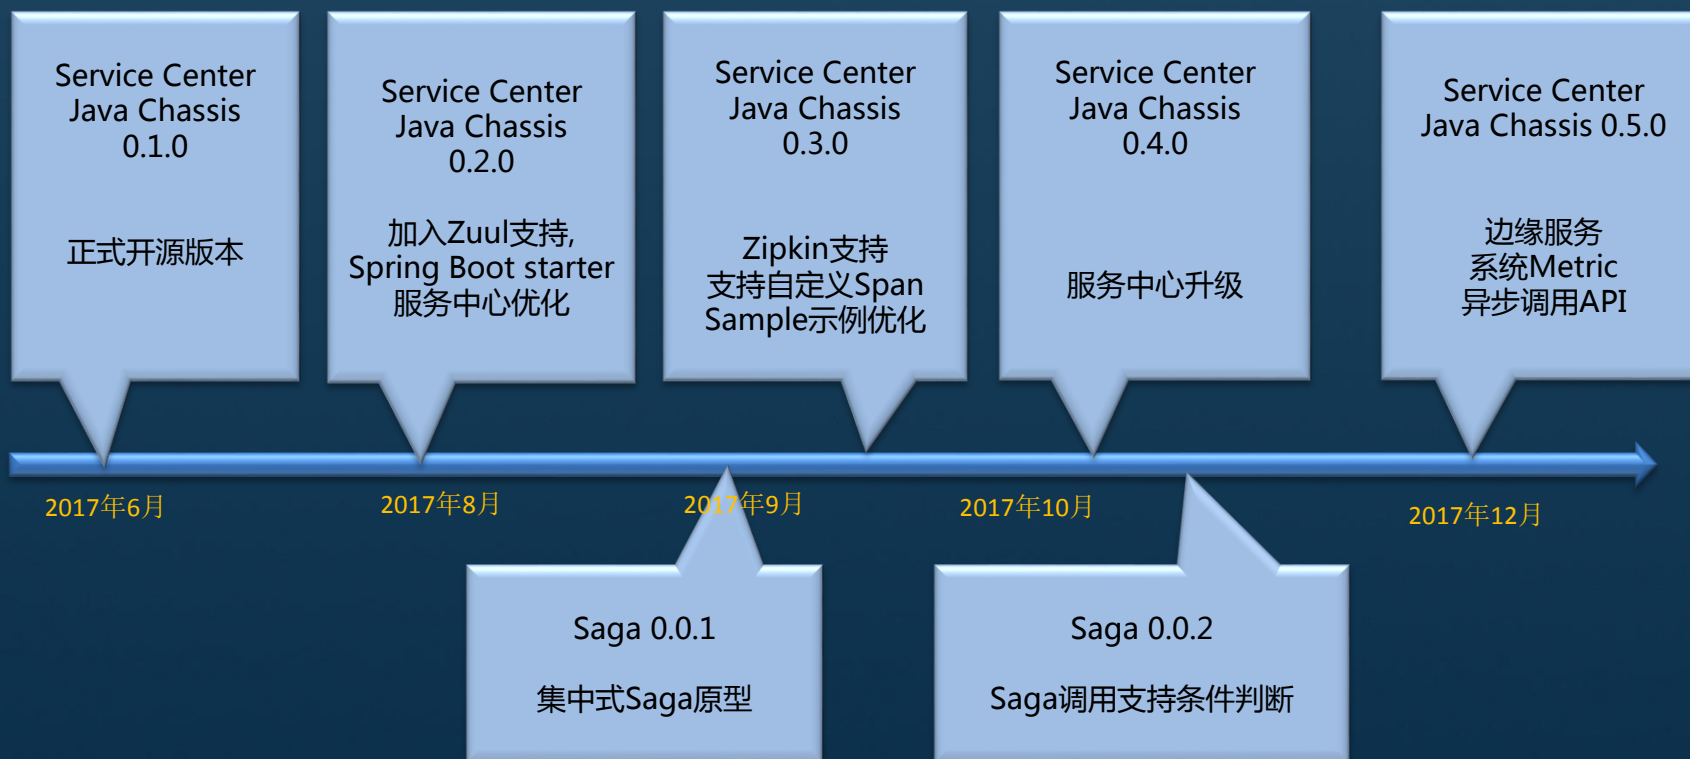 Service Center
Java Chassis
0.1.0
正式开源版本
Service Center
Java Chassis
0.2.0
加入Zuul支持,
Spring Boot starter
服务中心优化
Service Center
Java Chassis
0.3.0
Zipkin支持
支持自定义Span
Sample示例优化
Service Center
Java Chassis
0.4.0
服务中心升级
Service Center
Java Chassis 0.5.0
边缘服务
系统Metric
异步调用API
2017年6月
2017年8月
2017年9月
2017年10月
2017年12月
Saga 0.0.1
集中式Saga原型
Saga 0.0.2
Saga调用支持条件判断